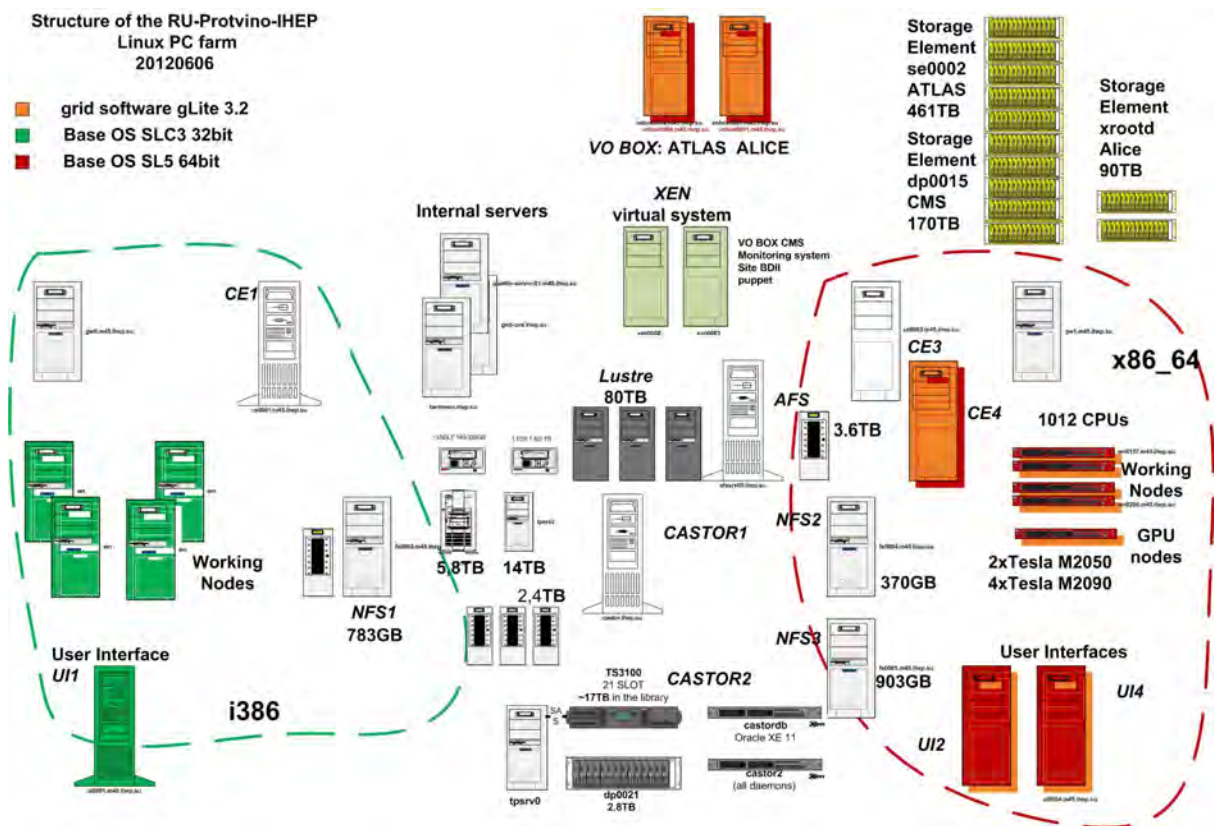 Structure of the RU-Protvino-IHEP
Linux PC farm
20120606
grid software gLite 3.2
Base OS SLC3 32bit
Base OS SL5 64bit
VO BOX: ATLAS ALICE
Storage
Element
se0002
ATLAS
461TB
Storage
Element
dp0015
CMS
170TB
Storage
Element
xrootd
Alice
90TB
XEN
virtual system
VO BOX CMS
Monitoring system
Site BDII
puppet
Internal servers
CE1
CE3
CE4
x86_64
Lustre
80TB
AFS
3.6TB
1012 CPUs
Working
Nodes
GPU
nodes
2xTesla M2050
4xTesla M2090
Working
Nodes
NFS1
783GB
5,8TB
14TB
2,4TB
CASTOR1
NFS2
370GB
NFS3
903GB
User Interface
UI1
i386
TS3100
21 SLOT
~17TB in the library
CASTOR2
SA
S
castordb
Oracle XE 11
castor2
(all daemons)
tpsrv0
dp0021
2.8TB
User Interfaces
UI2
UI4